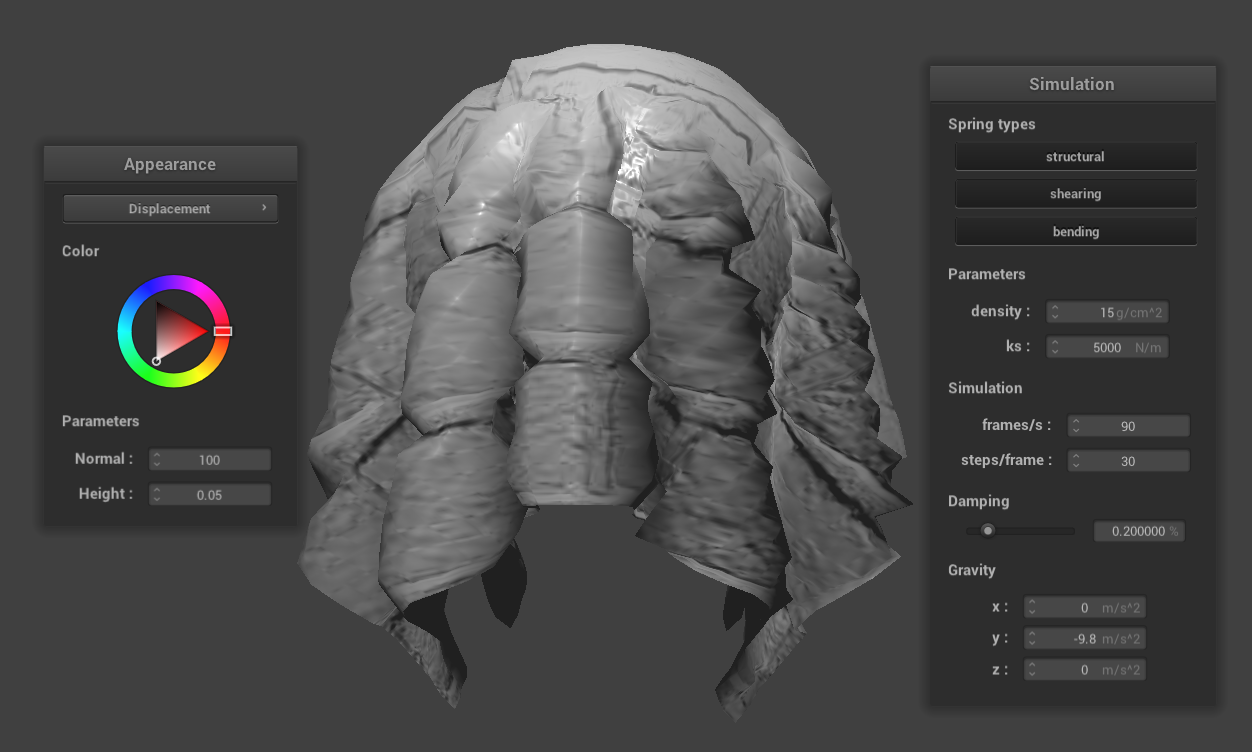 Appearance
Displacement
Color
Parameters
Normal : 100
Height : 0.05
Simulation
Spring types
structural
shearing
bending
Parameters
density : 15 g/cm^2
ks : 5000 N/m
Simulation
frames/s : 90
steps/frame : 30
Damping
0.200000 %
Gravity
x : 0 m/s^2
y : -9.8 m/s^2
z : 0 m/s^2